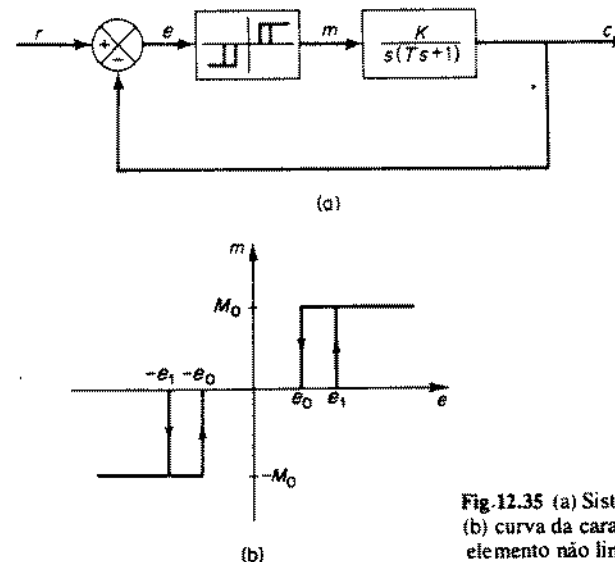 r + − e m K c
s(Ts+1)
(a)
m
M₀
−e₁ −e₀
e₀ e₁ e
−M₀
(b)
Fig.12.35 (a) Sist
(b) curva da cara
elemento não lin